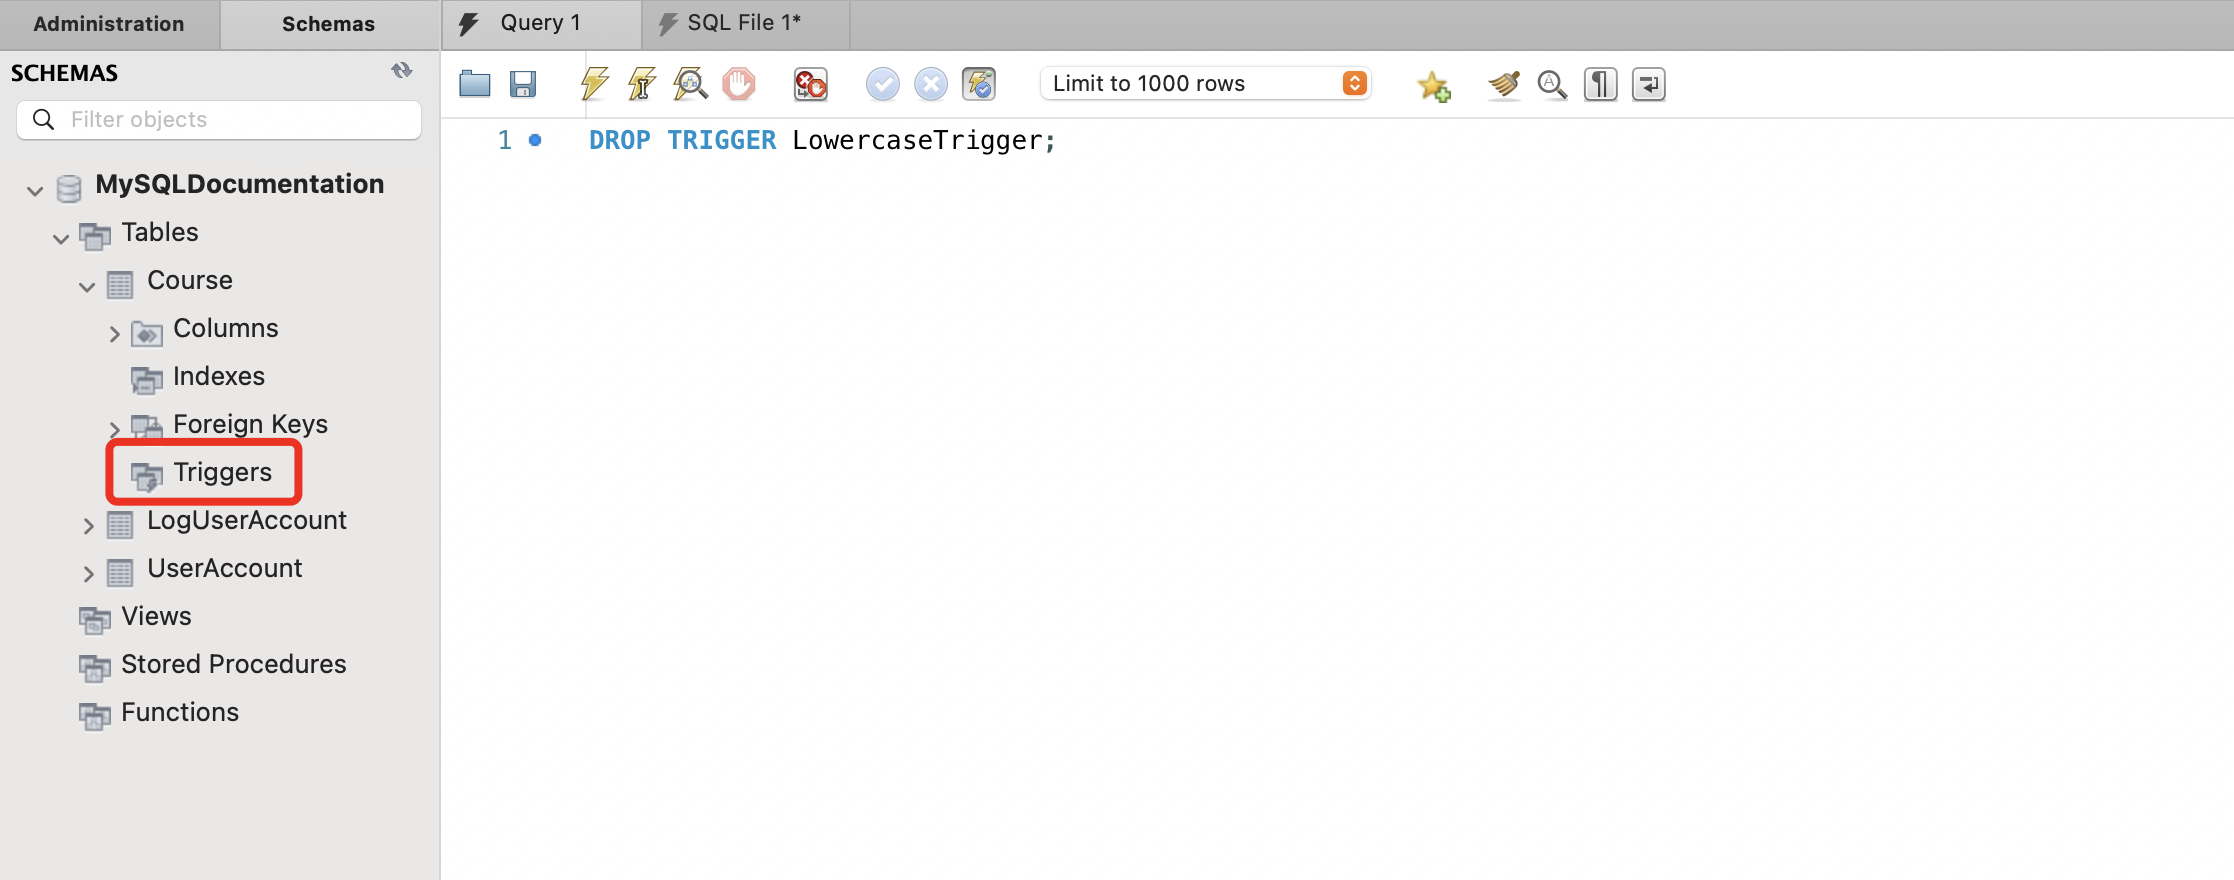 Administration
Schemas
Query 1
SQL File 1*
SCHEMAS
Filter objects
Limit to 1000 rows
1 DROP TRIGGER LowercaseTrigger;
MySQLDocumentation
Tables
Course
Columns
Indexes
Foreign Keys
Triggers
LogUserAccount
UserAccount
Views
Stored Procedures
Functions